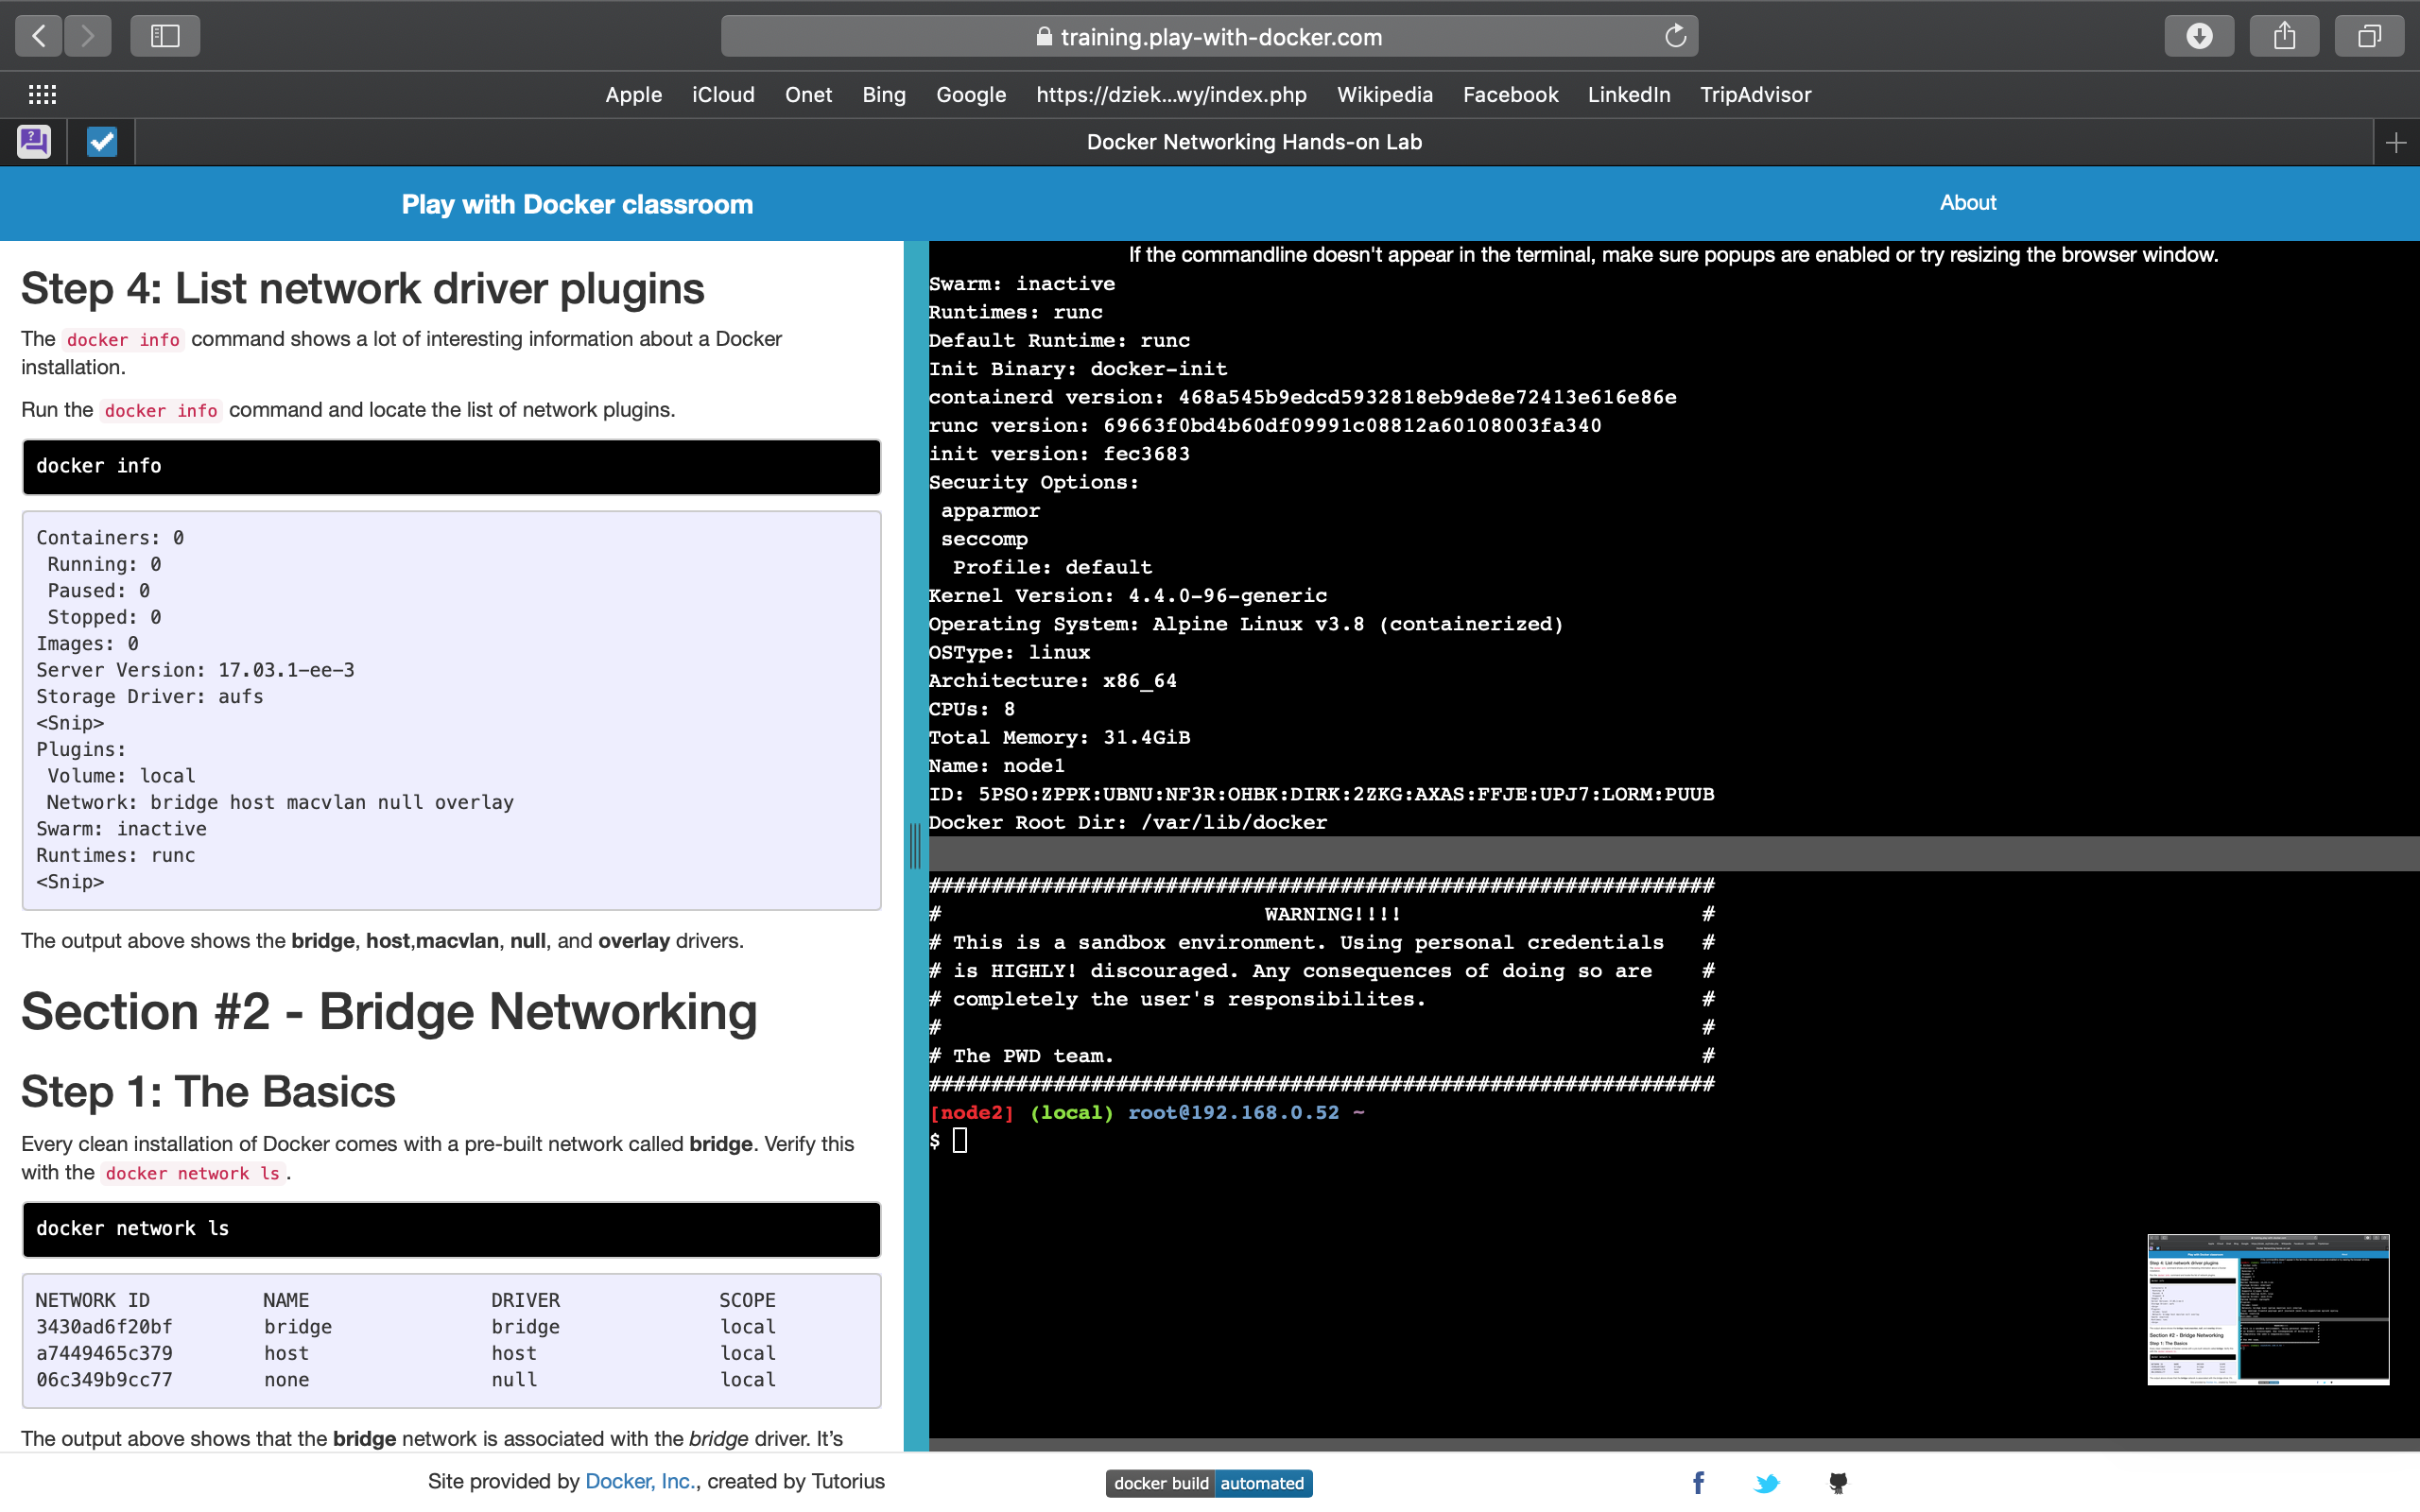 training.play-with-docker.com
Apple iCloud Onet Bing Google https://dziek...wy/index.php Wikipedia Facebook LinkedIn TripAdvisor
Docker Networking Hands-on Lab
Play with Docker classroom
About
Step 4: List network driver plugins
The docker info command shows a lot of interesting information about a Docker
installation.
Run the docker info command and locate the list of network plugins.
docker info
Containers: 0
Running: 0
Paused: 0
Stopped: 0
Images: 0
Server Version: 17.03.1-ee-3
Storage Driver: aufs
<Snip>
Plugins:
Volume: local
Network: bridge host macvlan null overlay
Swarm: inactive
Runtimes: runc
<Snip>
The output above shows the bridge, host,macvlan, null, and overlay drivers.
Section #2 - Bridge Networking
Step 1: The Basics
Every clean installation of Docker comes with a pre-built network called bridge. Verify this
with the docker network ls .
docker network ls
NETWORK ID NAME DRIVER SCOPE
3430ad6f20bf bridge bridge local
a7449465c379 host host local
06c349b9cc77 none null local
The output above shows that the bridge network is associated with the bridge driver. It's
If the commandline doesn't appear in the terminal, make sure popups are enabled or try resizing the browser window.
Swarm: inactive
Runtimes: runc
Default Runtime: runc
Init Binary: docker-init
containerd version: 468a545b9edcd5932818eb9de8e72413e616e86e
runc version: 69663f0bd4b60df09991c08812a60108003fa340
init version: fec3683
Security Options:
apparmor
seccomp
Profile: default
Kernel Version: 4.4.0-96-generic
Operating System: Alpine Linux v3.8 (containerized)
OSType: linux
Architecture: x86_64
CPUs: 8
Total Memory: 31.4GiB
Name: node1
ID: 5PSO:ZPPK:UBNU:NF3R:OHBK:DIRK:2ZKG:AXAS:FFJE:UPJ7:LORM:PUUB
Docker Root Dir: /var/lib/docker
###############################################################
# WARNING!!!! #
# This is a sandbox environment. Using personal credentials #
# is HIGHLY! discouraged. Any consequences of doing so are #
# completely the user's responsibilites. #
# #
# The PWD team. #
###############################################################
[node2] (local) root@192.168.0.52 ~
$
Site provided by Docker, Inc., created by Tutorius
docker build automated